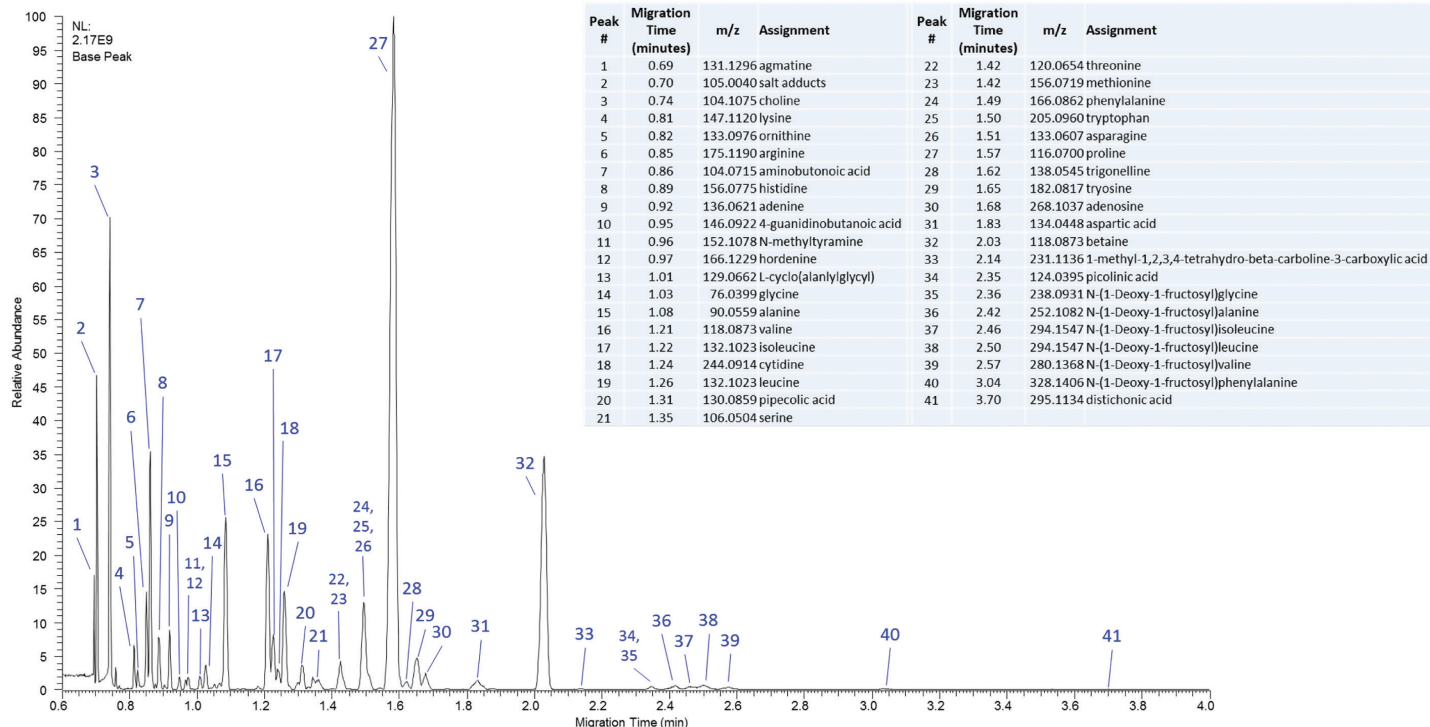 NL:
2.17E9
Base Peak
Relative Abundance
100
95
90
85
80
75
70
65
60
55
50
45
40
35
30
25
20
15
10
5
0
0.6 0.8 1.0 1.2 1.4 1.6 1.8 2.0 2.2 2.4 2.6 2.8 3.0 3.2 3.4 3.6 3.8 4.0
Migration Time (min)
1
2
3
4
5
6
7
8
9
10
11,
12
13
14
15
16
17
18
19
20
21
22,
23
24,
25,
26
27
28
29
30
31
32
33
34,
35
36
37
38
39
40
41
Peak # Migration Time (minutes) m/z Assignment Peak # Migration Time (minutes) m/z Assignment
1 0.69 131.1296 agmatine 22 1.42 120.0654 threonine
2 0.70 105.0040 salt adducts 23 1.42 156.0719 methionine
3 0.74 104.1075 choline 24 1.49 166.0862 phenylalanine
4 0.81 147.1120 lysine 25 1.50 205.0960 tryptophan
5 0.82 133.0976 ornithine 26 1.51 133.0607 asparagine
6 0.85 175.1190 arginine 27 1.57 116.0700 proline
7 0.86 104.0715 aminobutonoic acid 28 1.62 138.0545 trigonelline
8 0.89 156.0775 histidine 29 1.65 182.0817 tryosine
9 0.92 136.0621 adenine 30 1.68 268.1037 adenosine
10 0.95 146.0922 4-guanidinobutanoic acid 31 1.83 134.0448 aspartic acid
11 0.96 152.1078 N-methyltyramine 32 2.03 118.0873 betaine
12 0.97 166.1229 hordenine 33 2.14 231.1136 1-methyl-1,2,3,4-tetrahydro-beta-carboline-3-carboxylic acid
13 1.01 129.0662 L-cyclo(alanlylglycyl) 34 2.35 124.0395 picolinic acid
14 1.03 76.0399 glycine 35 2.36 238.0931 N-(1-Deoxy-1-fructosyl)glycine
15 1.08 90.0559 alanine 36 2.42 252.1082 N-(1-Deoxy-1-fructosyl)alanine
16 1.21 118.0873 valine 37 2.46 294.1547 N-(1-Deoxy-1-fructosyl)isoleucine
17 1.22 132.1023 isoleucine 38 2.50 294.1547 N-(1-Deoxy-1-fructosyl)leucine
18 1.24 244.0914 cytidine 39 2.57 280.1368 N-(1-Deoxy-1-fructosyl)valine
19 1.26 132.1023 leucine 40 3.04 328.1406 N-(1-Deoxy-1-fructosyl)phenylalanine
20 1.31 130.0859 pipecolic acid 41 3.70 295.1134 distichonic acid
21 1.35 106.0504 serine